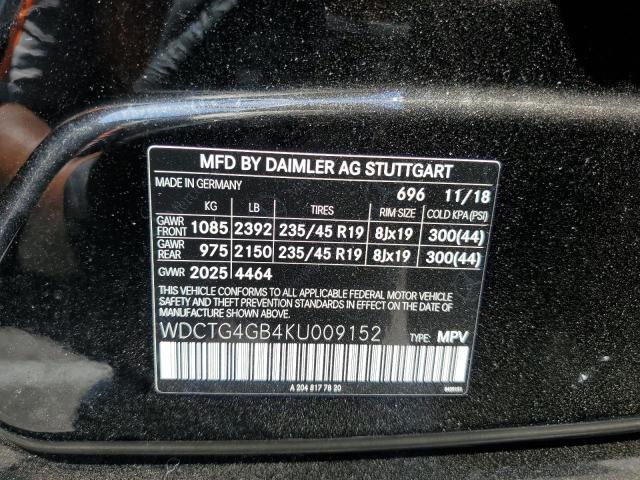 MFD BY DAIMLER AG STUTTGART
MADE IN GERMANY 696 11/18
KG LB TIRES RIM SIZE COLD KPA(PSI)
GAWR FRONT 1085 2392 235/45 R19 8Jx19 300(44)
GAWR REAR 975 2150 235/45 R19 8Jx19 300(44)
GVWR 2025 4464
THIS VEHICLE CONFORMS TO ALL APPLICABLE FEDERAL MOTOR VEHICLE
SAFETY, BUMPER, AND THEFT PREVENTION STANDARDS IN EFFECT ON THE DATE OF
MANUFACTURE SHOWN ABOVE.
WDCTG4GB4KU009152 TYPE: MPV
A 204 817 78 20